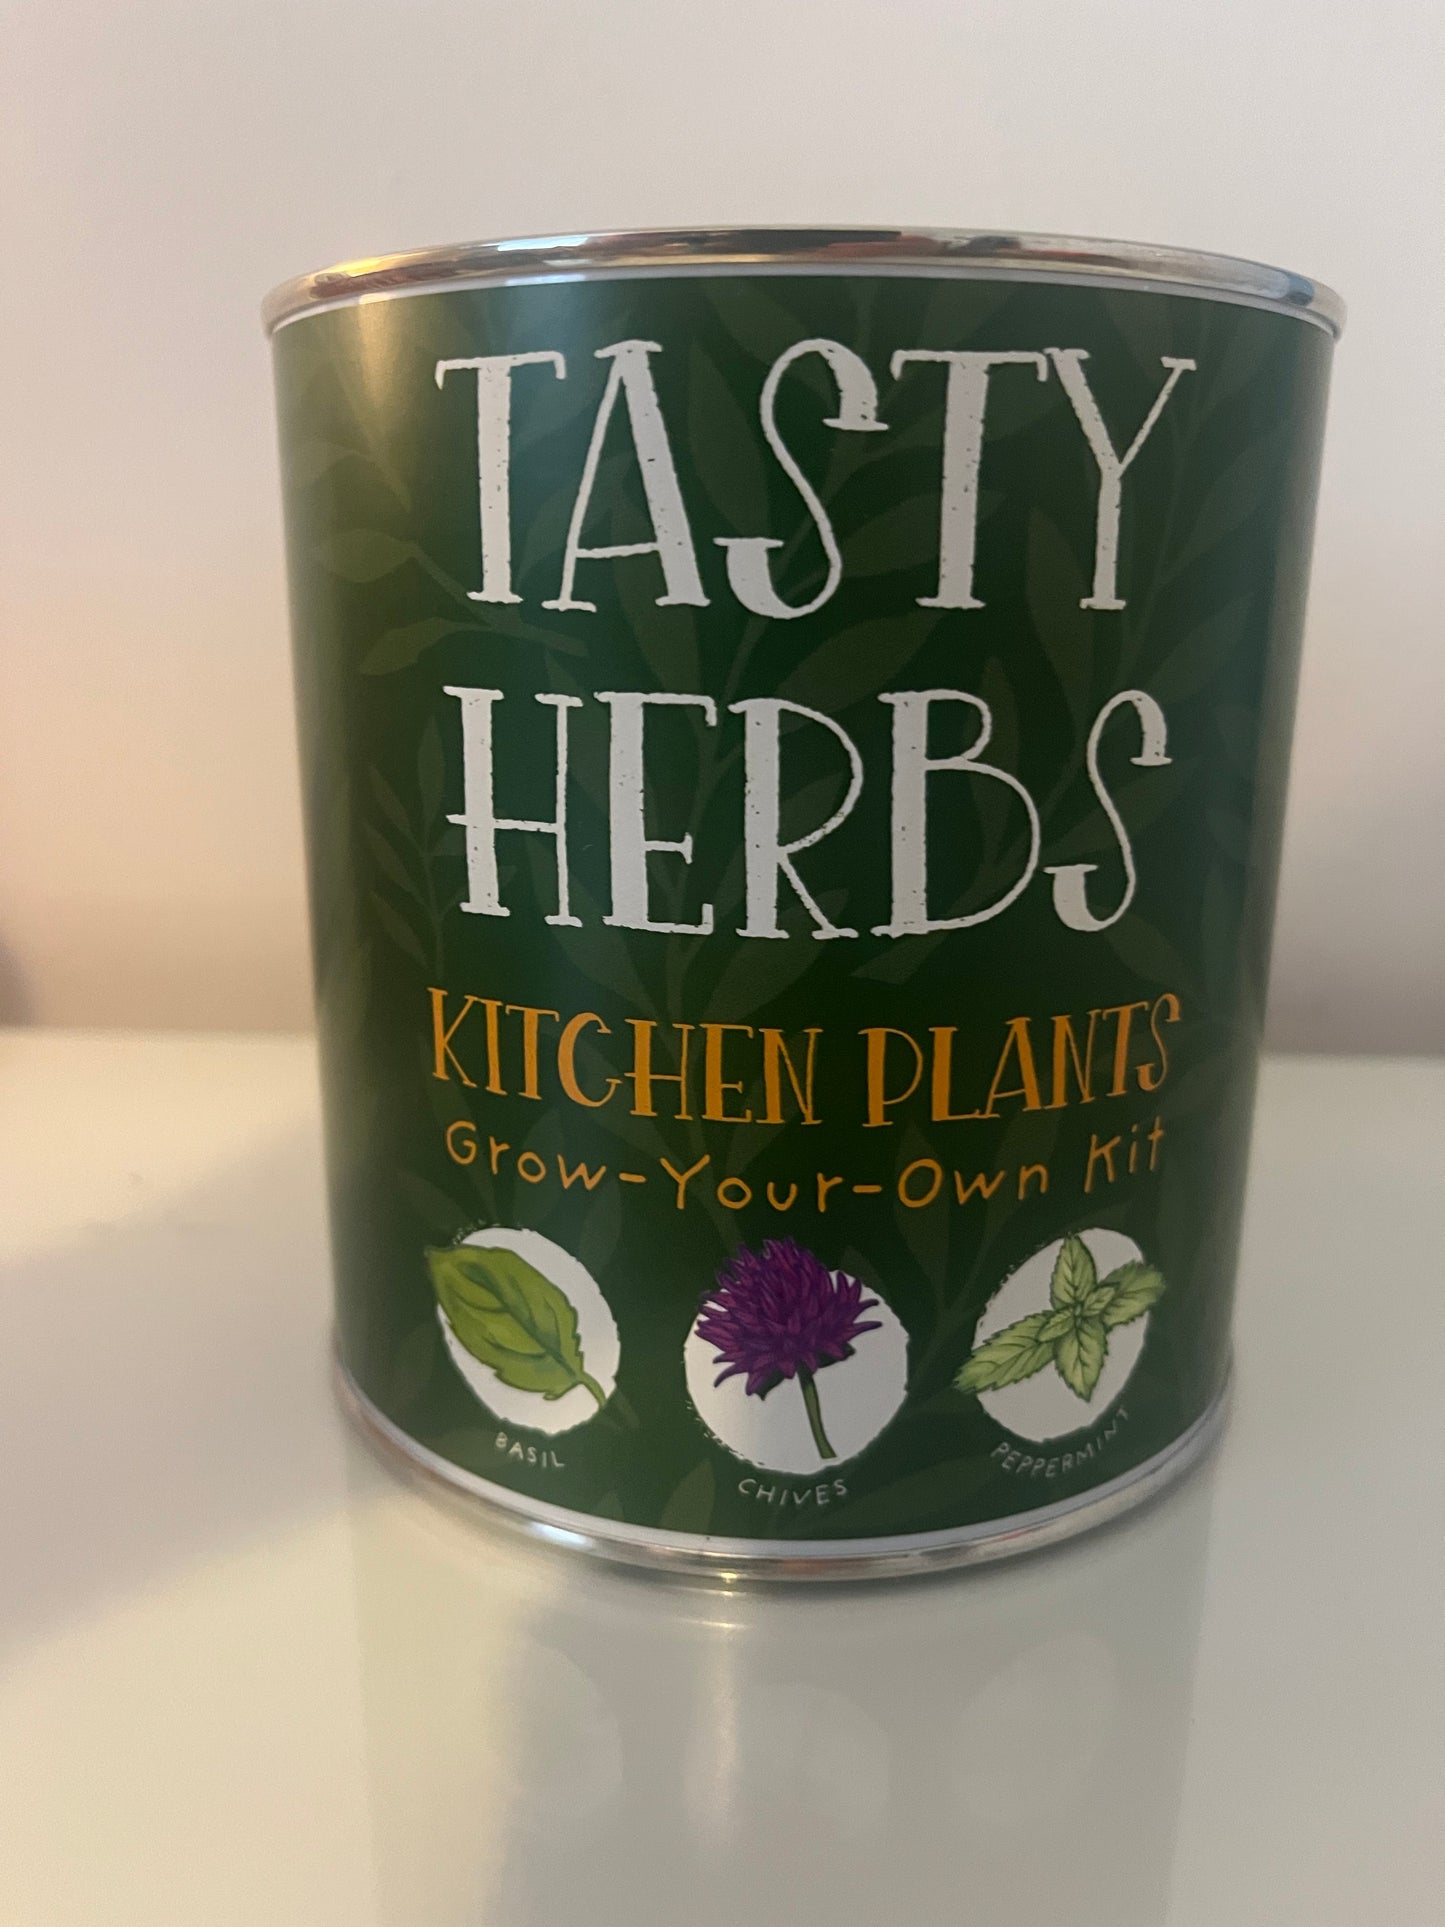 TASTY
HERBS
KITCHEN PLANTS
Grow-Your-Own Kit
BASIL
CHIVES
PEPPERMINT